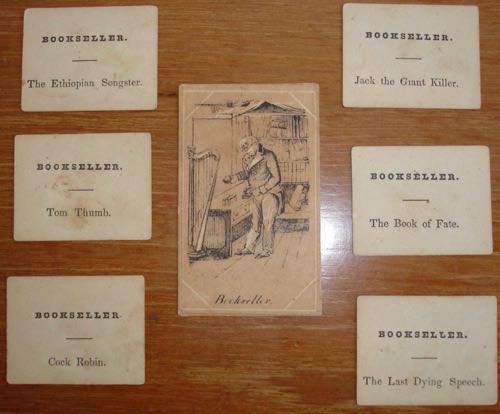 BOOKSELLER.
The Ethiopian Songster.
BOOKSELLER.
Jack the Giant Killer.
BOOKSELLER.
Tom Thumb.
BOOKSELLER.
The Book of Fate.
BOOKSELLER.
Cock Robin.
Bookseller.
BOOKSELLER.
The Last Dying Speech.